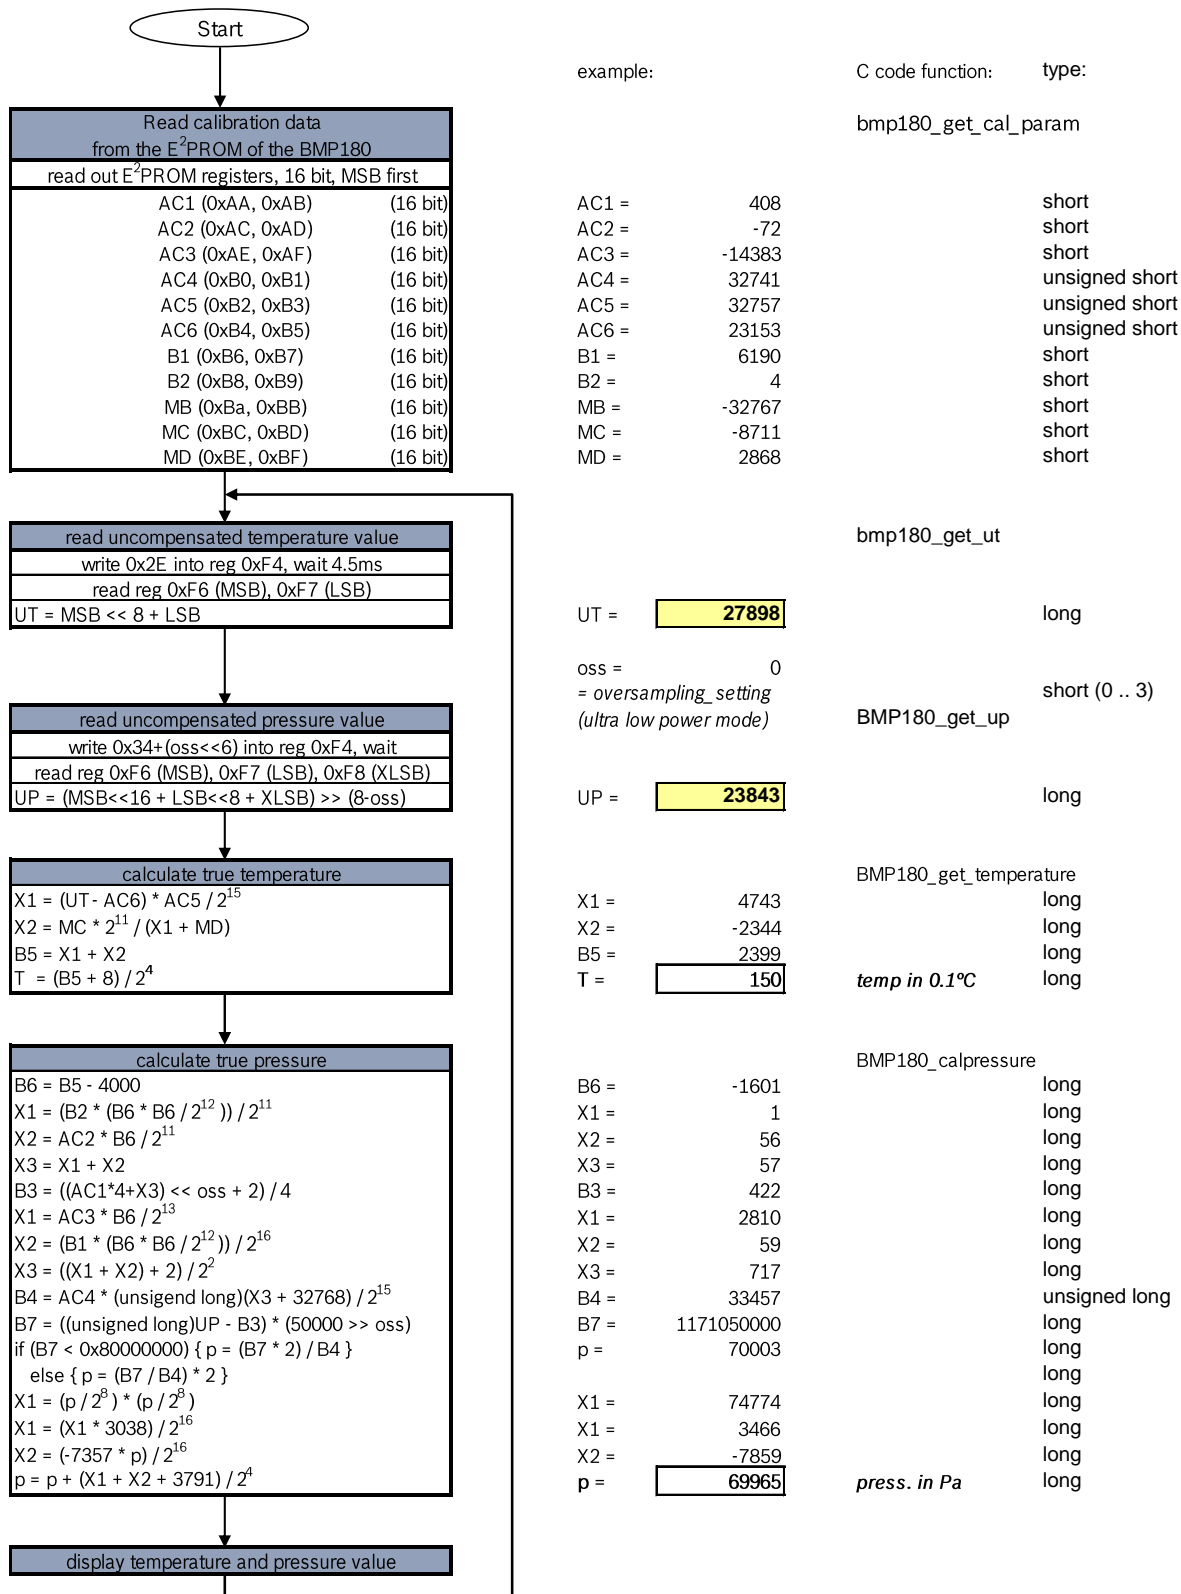 Start
example: C code function: type:
Read calibration data bmp180_get_cal_param
from the E²PROM of the BMP180
read out E²PROM registers, 16 bit, MSB first
AC1 (0xAA, 0xAB) (16 bit) AC1 = 408 short
AC2 (0xAC, 0xAD) (16 bit) AC2 = -72 short
AC3 (0xAE, 0xAF) (16 bit) AC3 = -14383 short
AC4 (0xB0, 0xB1) (16 bit) AC4 = 32741 unsigned short
AC5 (0xB2, 0xB3) (16 bit) AC5 = 32757 unsigned short
AC6 (0xB4, 0xB5) (16 bit) AC6 = 23153 unsigned short
B1 (0xB6, 0xB7) (16 bit) B1 = 6190 short
B2 (0xB8, 0xB9) (16 bit) B2 = 4 short
MB (0xBa, 0xBB) (16 bit) MB = -32767 short
MC (0xBC, 0xBD) (16 bit) MC = -8711 short
MD (0xBE, 0xBF) (16 bit) MD = 2868 short
read uncompensated temperature value bmp180_get_ut
write 0x2E into reg 0xF4, wait 4.5ms
read reg 0xF6 (MSB), 0xF7 (LSB)
UT = MSB << 8 + LSB UT = 27898 long
oss = 0
= oversampling_setting short (0 .. 3)
read uncompensated pressure value (ultra low power mode) BMP180_get_up
write 0x34+(oss<<6) into reg 0xF4, wait
read reg 0xF6 (MSB), 0xF7 (LSB), 0xF8 (XLSB)
UP = (MSB<<16 + LSB<<8 + XLSB) >> (8-oss) UP = 23843 long
calculate true temperature BMP180_get_temperature
X1 = (UT - AC6) * AC5 / 2¹⁵ X1 = 4743 long
X2 = MC * 2¹¹ / (X1 + MD) X2 = -2344 long
B5 = X1 + X2 B5 = 2399 long
T = (B5 + 8) / 2⁴ T = 150 temp in 0.1ºC long
calculate true pressure BMP180_calpressure
B6 = B5 - 4000 B6 = -1601 long
X1 = (B2 * (B6 * B6 / 2¹² )) / 2¹¹ X1 = 1 long
X2 = AC2 * B6 / 2¹¹ X2 = 56 long
X3 = X1 + X2 X3 = 57 long
B3 = ((AC1*4+X3) << oss + 2) / 4 B3 = 422 long
X1 = AC3 * B6 / 2¹³ X1 = 2810 long
X2 = (B1 * (B6 * B6 / 2¹² )) / 2¹⁶ X2 = 59 long
X3 = ((X1 + X2) + 2) / 2² X3 = 717 long
B4 = AC4 * (unsigend long)(X3 + 32768) / 2¹⁵ B4 = 33457 unsigned long
B7 = ((unsigned long)UP - B3) * (50000 >> oss) B7 = 1171050000 long
if (B7 < 0x80000000) { p = (B7 * 2) / B4 } p = 70003 long
else { p = (B7 / B4) * 2 } long
X1 = (p / 2⁸ ) * (p / 2⁸ ) X1 = 74774 long
X1 = (X1 * 3038) / 2¹⁶ X1 = 3466 long
X2 = (-7357 * p) / 2¹⁶ X2 = -7859 long
p = p + (X1 + X2 + 3791) / 2⁴ p = 69965 press. in Pa long
display temperature and pressure value